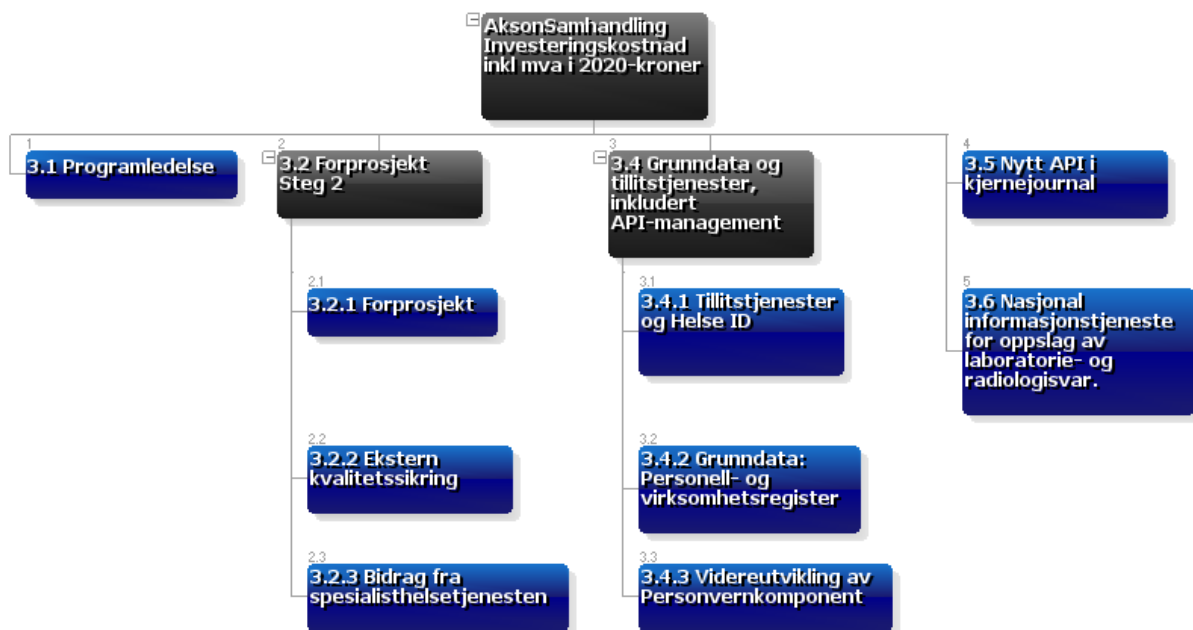 AksonSamhandling
Investeringskostnad
inkl mva i 2020-kroner
1
3.1 Programledelse
2
3.2 Forprosjekt
Steg 2
2.1
3.2.1 Forprosjekt
2.2
3.2.2 Ekstern
kvalitetssikring
2.3
3.2.3 Bidrag fra
spesialisthelsetjenesten
3
3.4 Grunndata og
tillitstjenester,
inkludert
API-management
3.1
3.4.1 Tillitstjenester
og Helse ID
3.2
3.4.2 Grunndata:
Personell- og
virksomhetsregister
3.3
3.4.3 Videreutvikling av
Personvernkomponent
4
3.5 Nytt API i
kjernejournal
5
3.6 Nasjonal
informasjonstjeneste
for oppslag av
laboratorie- og
radiologisvar.